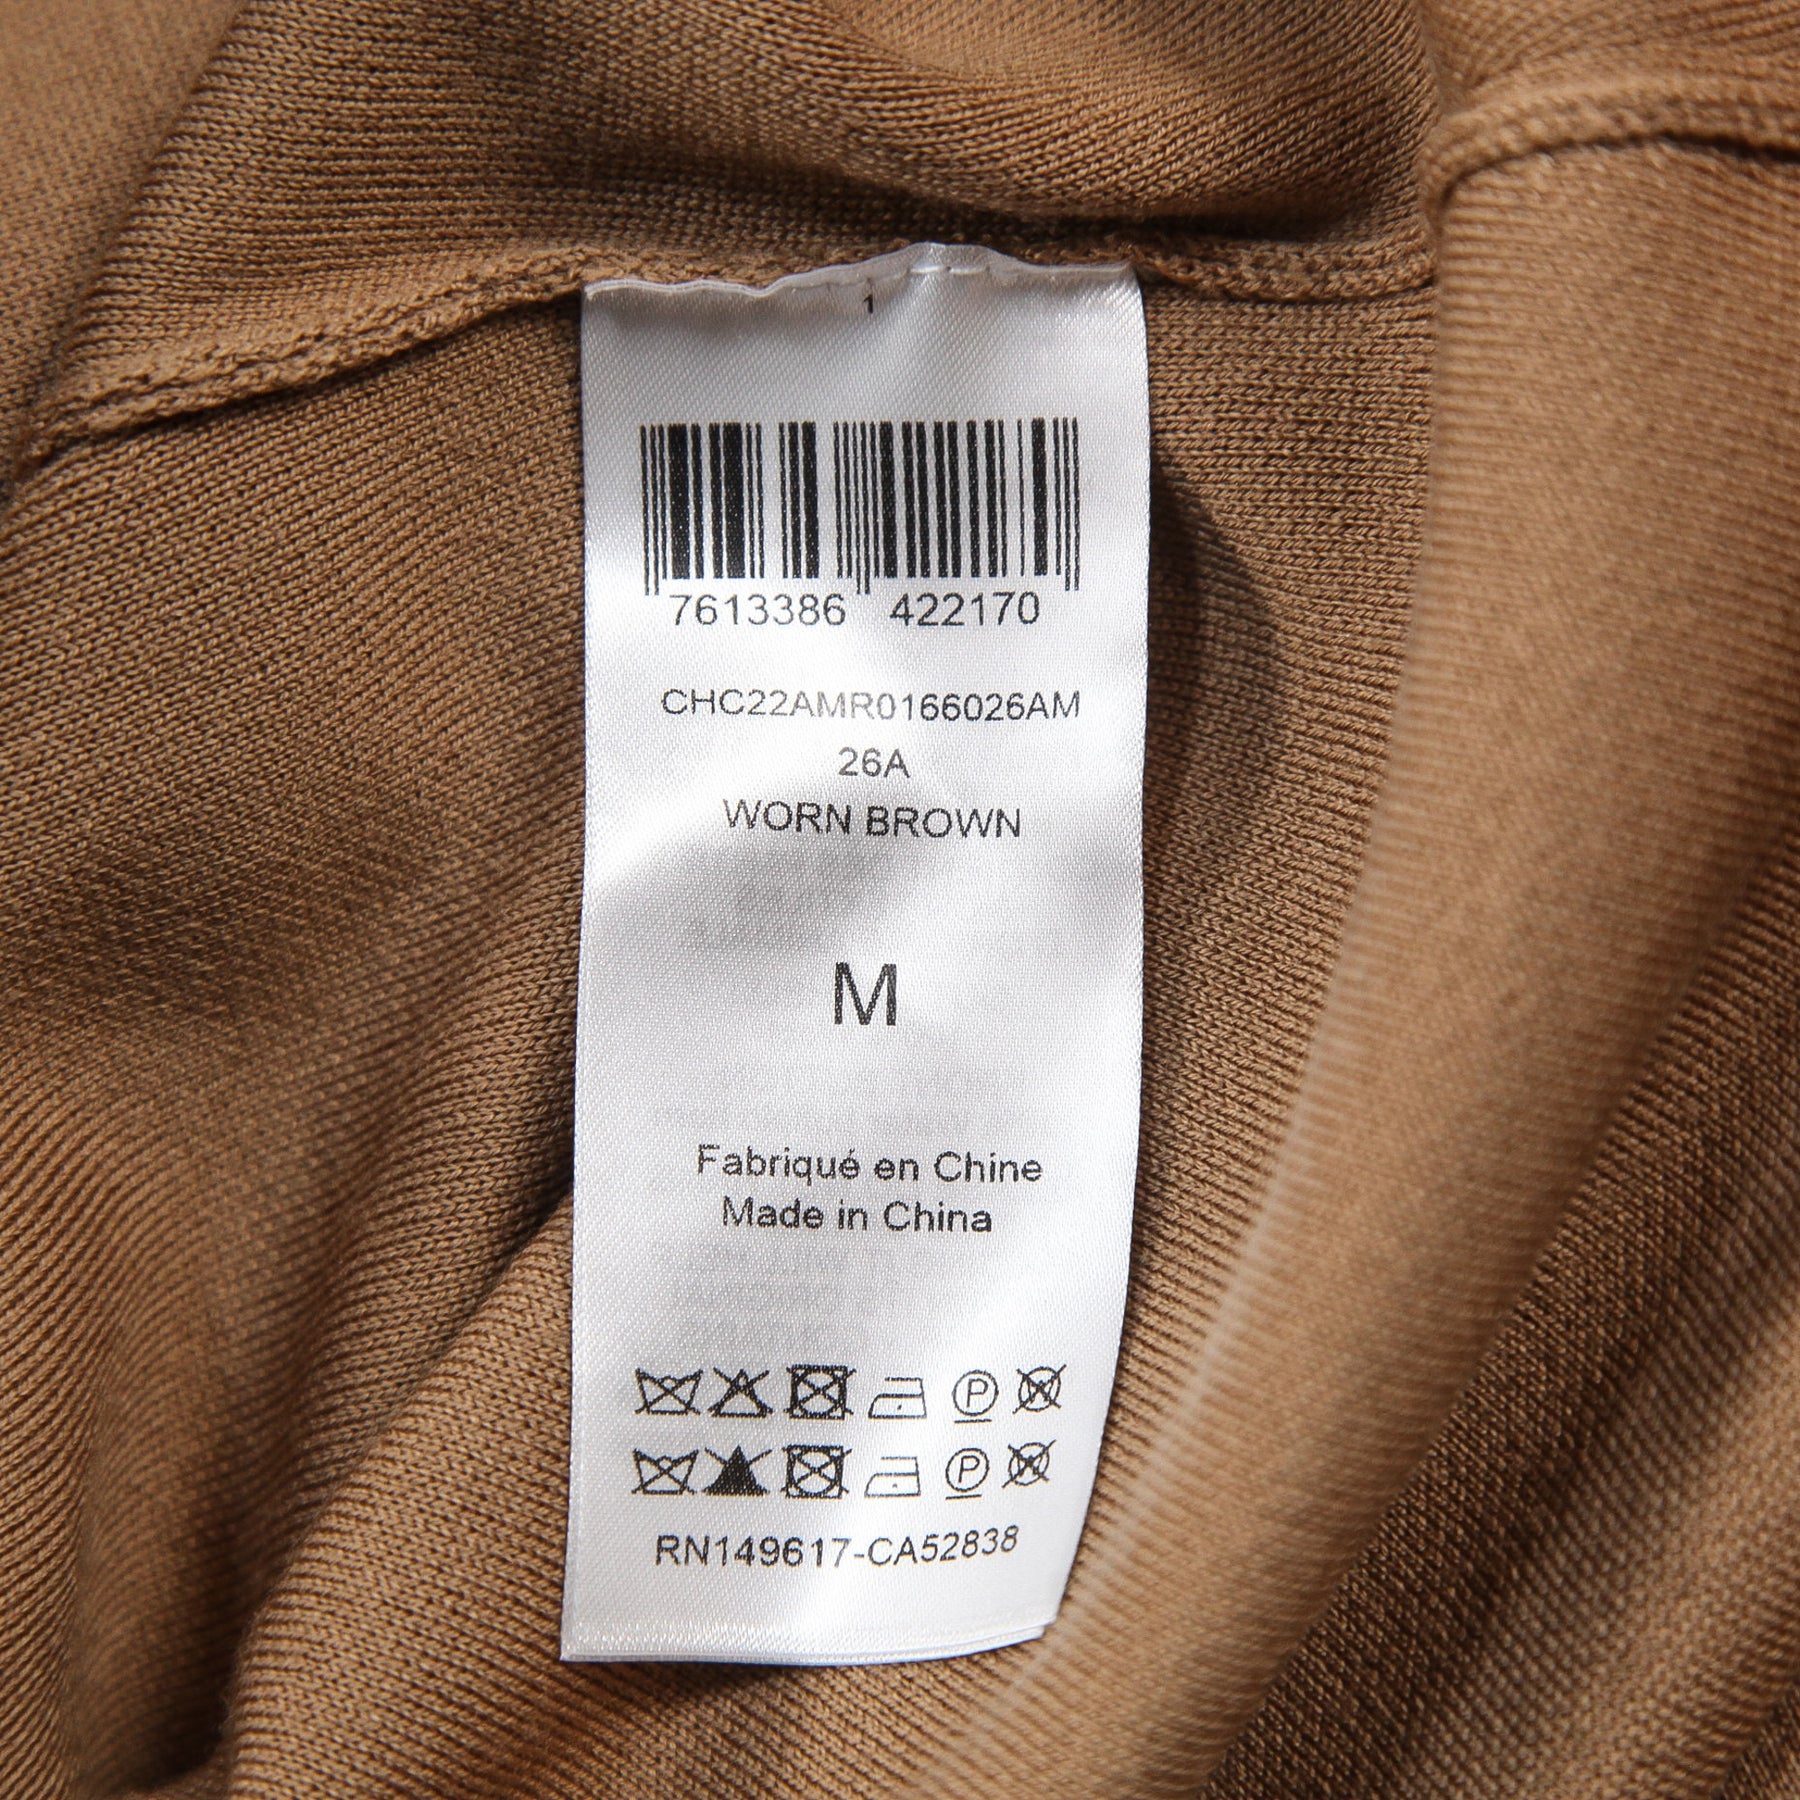 1
7613386 422170
CHC22AMR0166026AM
26A
WORN BROWN
M
Fabriqué en Chine
Made in China
P W
P W
RN149617-CA52838